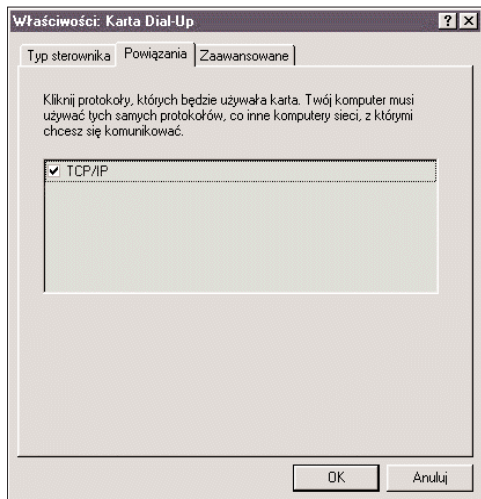 Właściwości: Karta Dial-Up
Typ sterownika Powiązania Zaawansowane
Kliknij protokoły, których będzie używała karta. Twój komputer musi
używać tych samych protokołów, co inne komputery sieci, z którymi
chcesz się komunikować.
TCP/IP
OK Anuluj